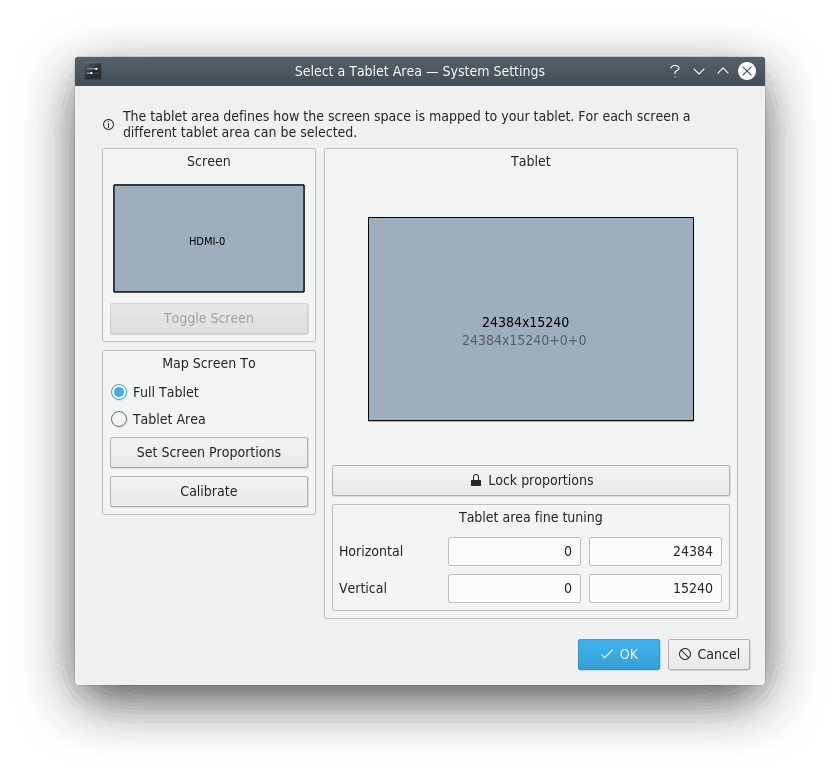 Select a Tablet Area — System Settings
The tablet area defines how the screen space is mapped to your tablet. For each screen a
different tablet area can be selected.
Screen
HDMI-0
Toggle Screen
Map Screen To
Full Tablet
Tablet Area
Set Screen Proportions
Calibrate
Tablet
24384x15240
24384x15240+0+0
Lock proportions
Tablet area fine tuning
Horizontal 0 24384
Vertical 0 15240
OK Cancel